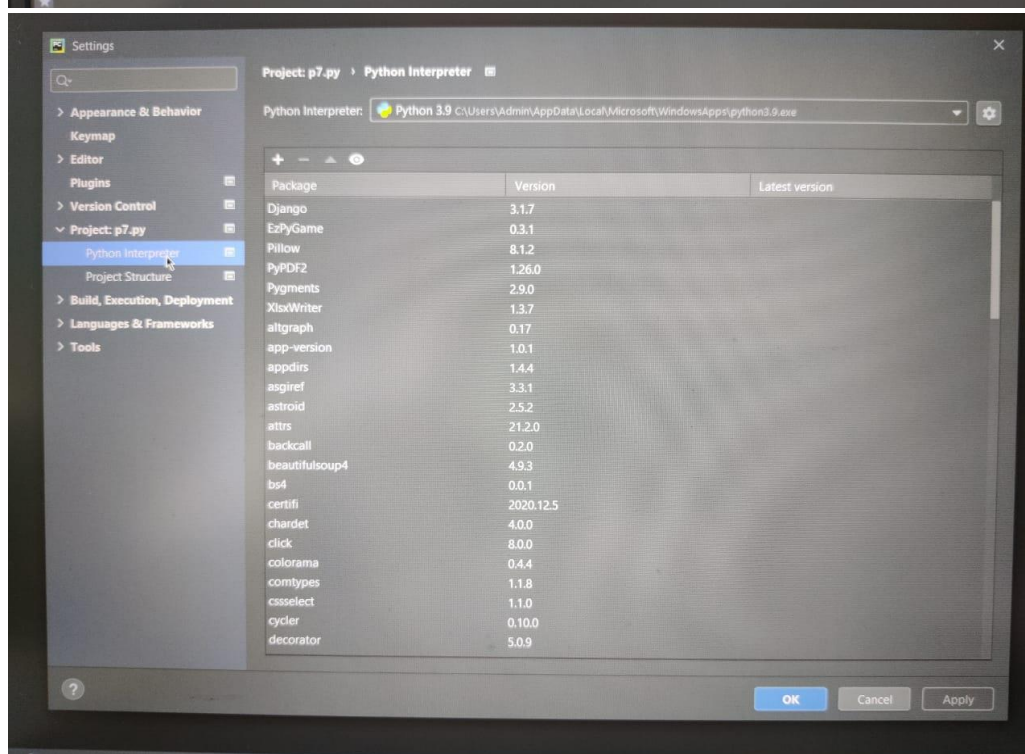 Settings
Project: p7.py › Python Interpreter
Python Interpreter: Python 3.9 C:\Users\Admin\AppData\Local\Microsoft\WindowsApps\python3.9.exe
Appearance & Behavior
Keymap
Editor
Plugins
Version Control
Project: p7.py
Python Interpreter
Project Structure
Build, Execution, Deployment
Languages & Frameworks
Tools
Package Version Latest version
Django 3.1.7
EzPyGame 0.3.1
Pillow 8.1.2
PyPDF2 1.26.0
Pygments 2.9.0
XlsxWriter 1.3.7
altgraph 0.17
app-version 1.0.1
appdirs 1.4.4
asgiref 3.3.1
astroid 2.5.2
attrs 21.2.0
backcall 0.2.0
beautifulsoup4 4.9.3
bs4 0.0.1
certifi 2020.12.5
chardet 4.0.0
click 8.0.0
colorama 0.4.4
comtypes 1.1.8
cssselect 1.1.0
cycler 0.10.0
decorator 5.0.9
? OK Cancel Apply